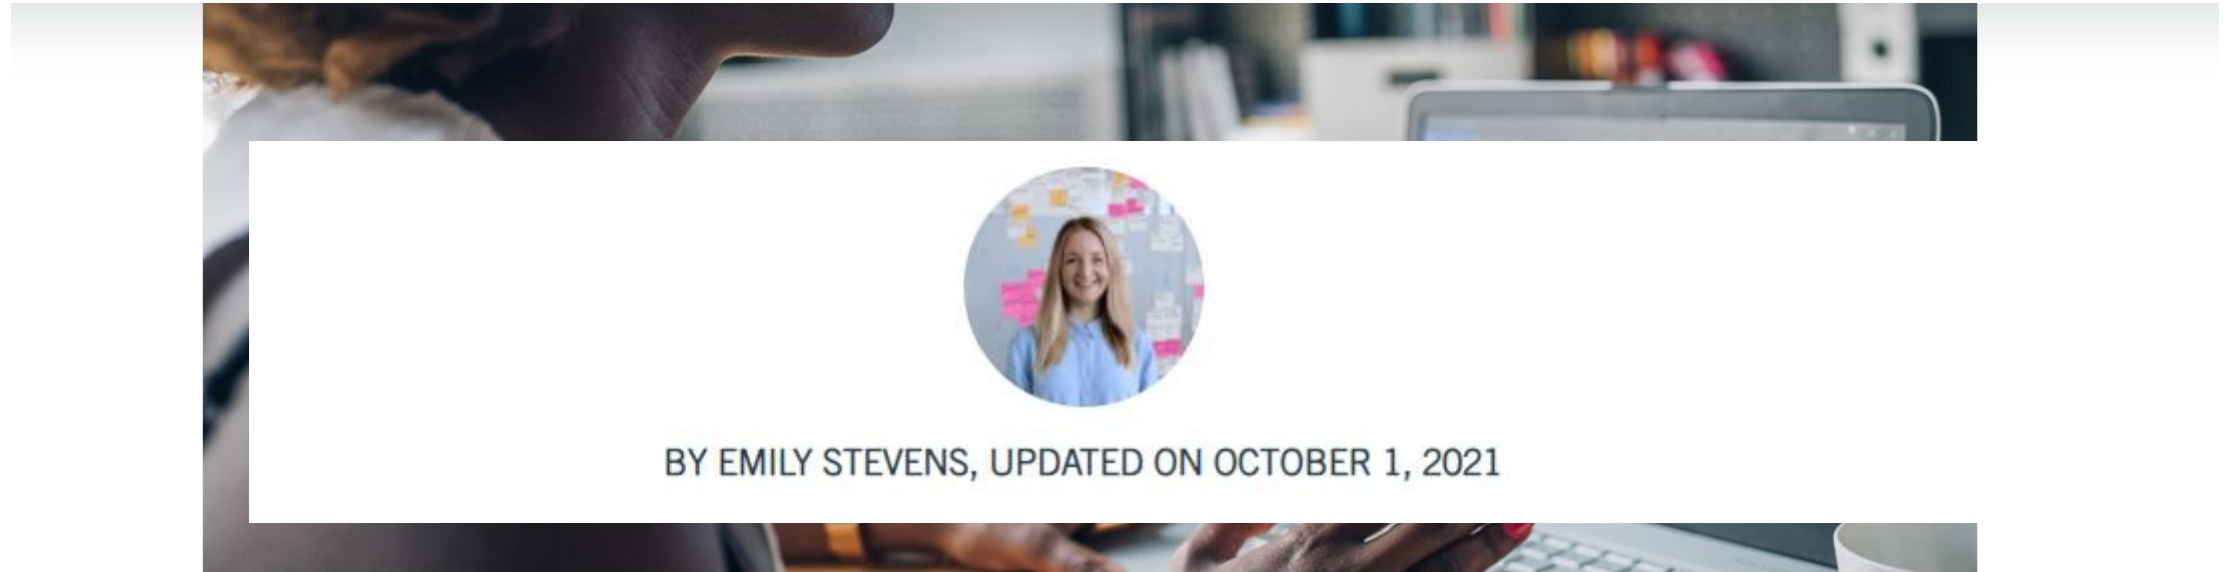 BY EMILY STEVENS, UPDATED ON OCTOBER 1, 2021